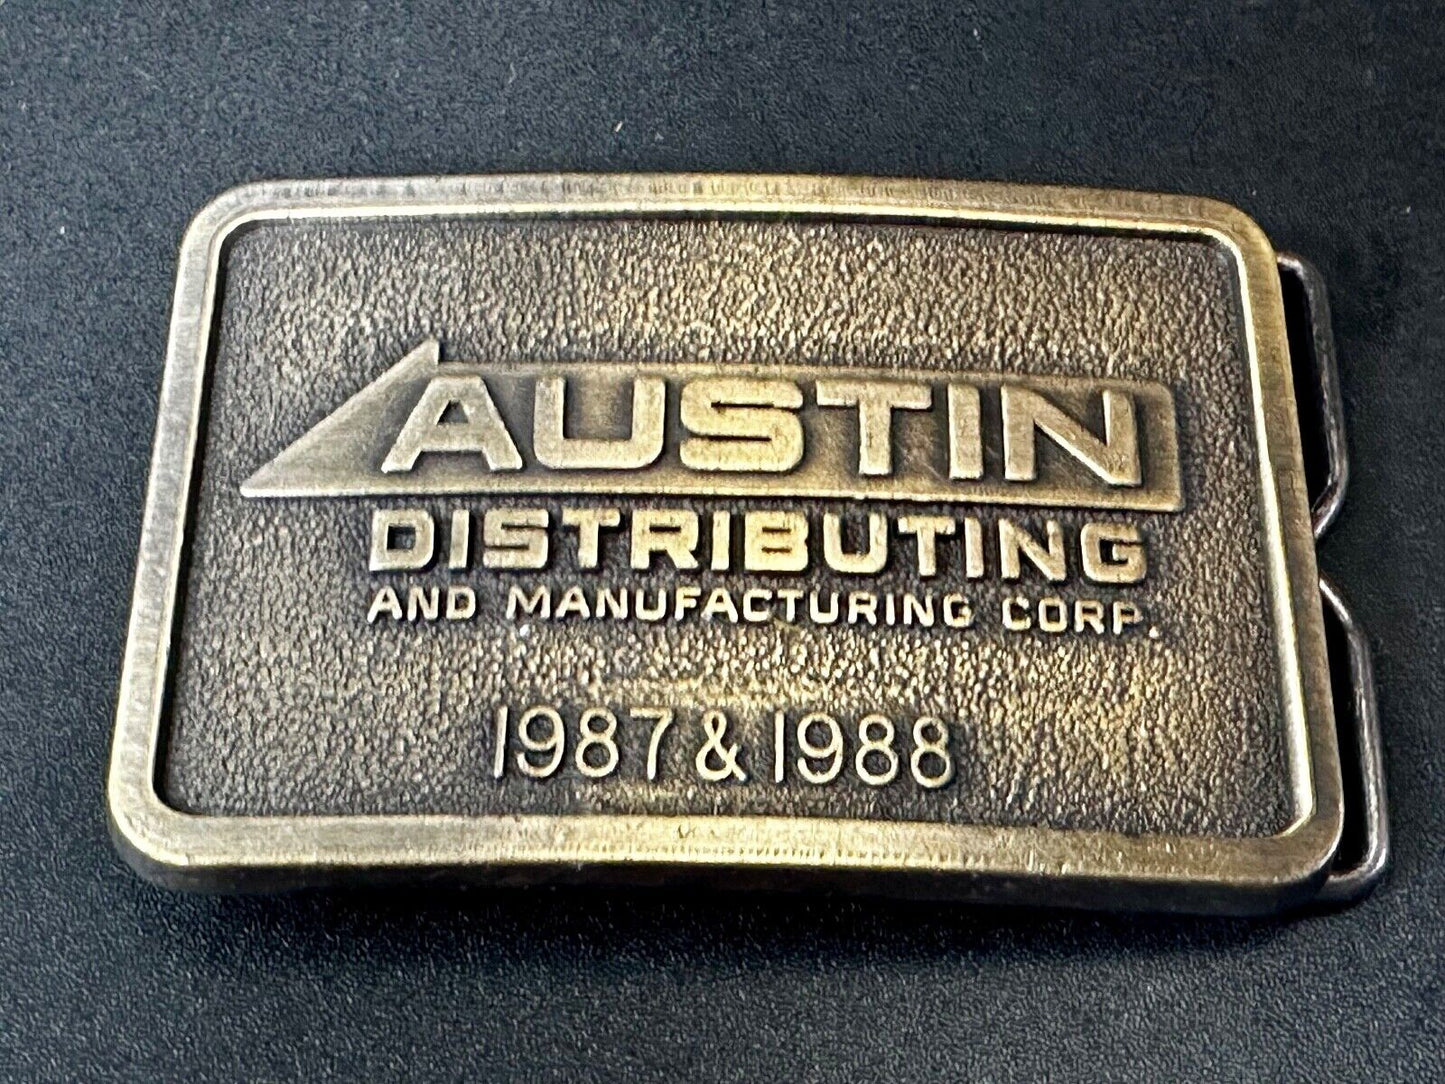 AUSTIN
DISTRIBUTING
AND MANUFACTURING CORP.
1987 & 1988